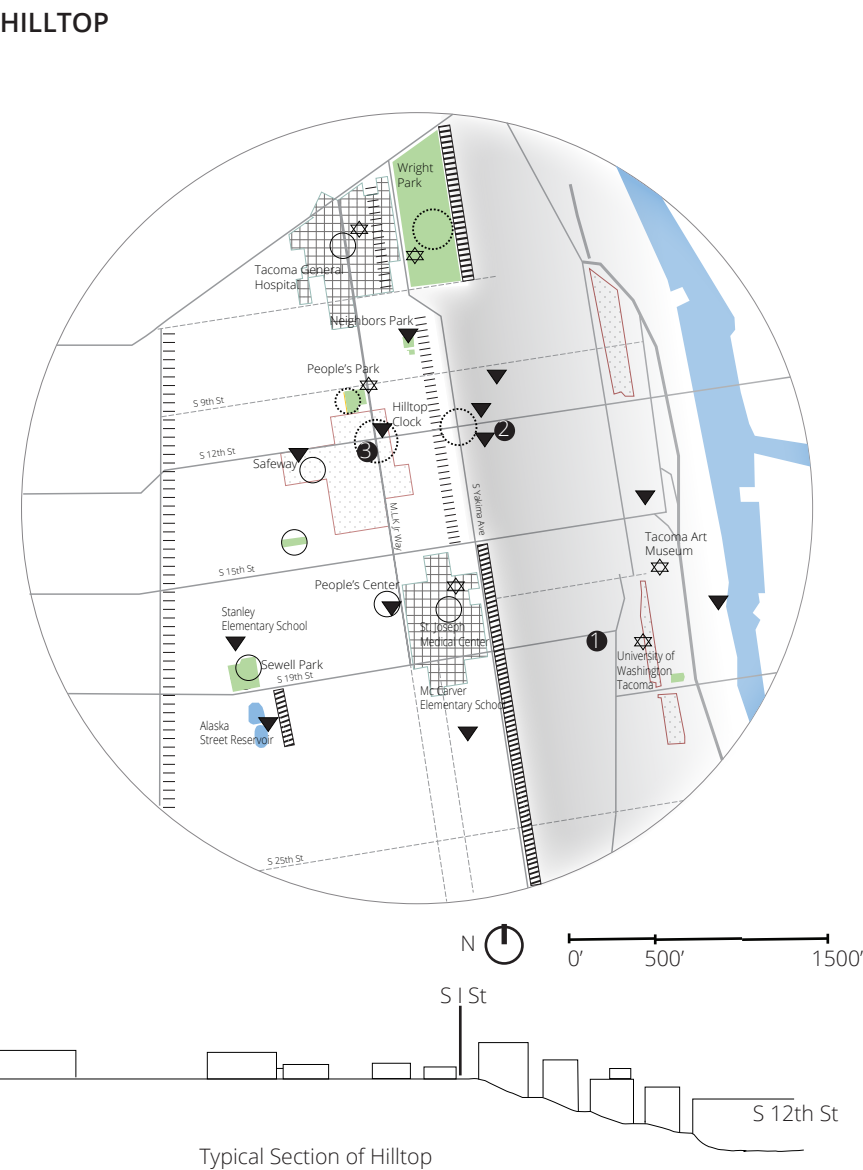 HILLTOP
Wright
Park
Tacoma General
Hospital
Neighbors Park
People's Park
S 9th St
Hilltop
Clock
2
S 12th St
3
Safeway
S Yakima Ave
M.L.K Jr. Way
Tacoma Art
Museum
S 15th St
People's Center
Stanley
Elementary School
St. Joseph
Medical Center
1
University of
Washington
Tacoma
Sewell Park
S 19th St
Mc Carver
Elementary School
Alaska
Street Reservoir
S 25th St
N
0' 500' 1500'
S I St
S 12th St
Typical Section of Hilltop